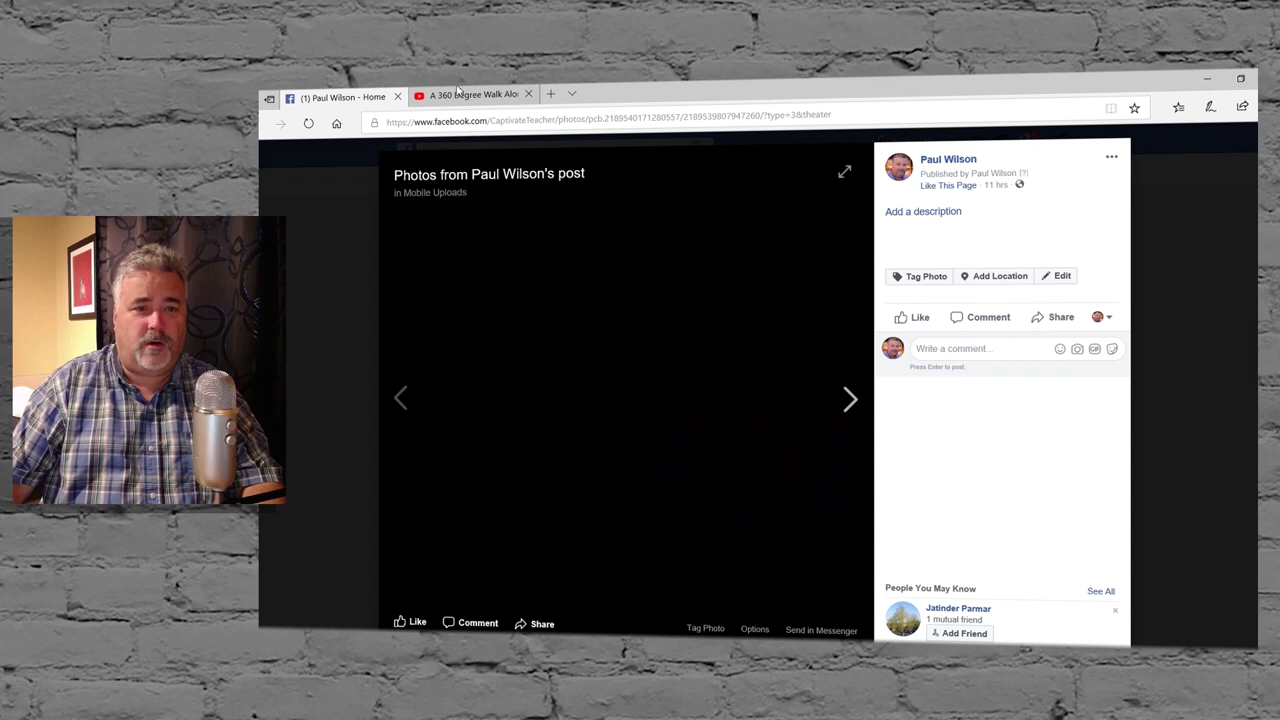 (1) Paul Wilson - Home
A 360 Degree Walk Alo
https://www.facebook.com/CaptivateTeacher/photos/pcb.2189540171280557/2189539807947260/?type=3&theater
Photos from Paul Wilson's post
in Mobile Uploads
Paul Wilson
Published by Paul Wilson [?]
Like This Page · 11 hrs ·
Add a description
Tag Photo Add Location Edit
Like Comment Share
Write a comment...
GIF
Press Enter to post.
People You May Know
See All
Jatinder Parmar
1 mutual friend
Add Friend
Like Comment Share
Tag Photo Options Send in Messenger